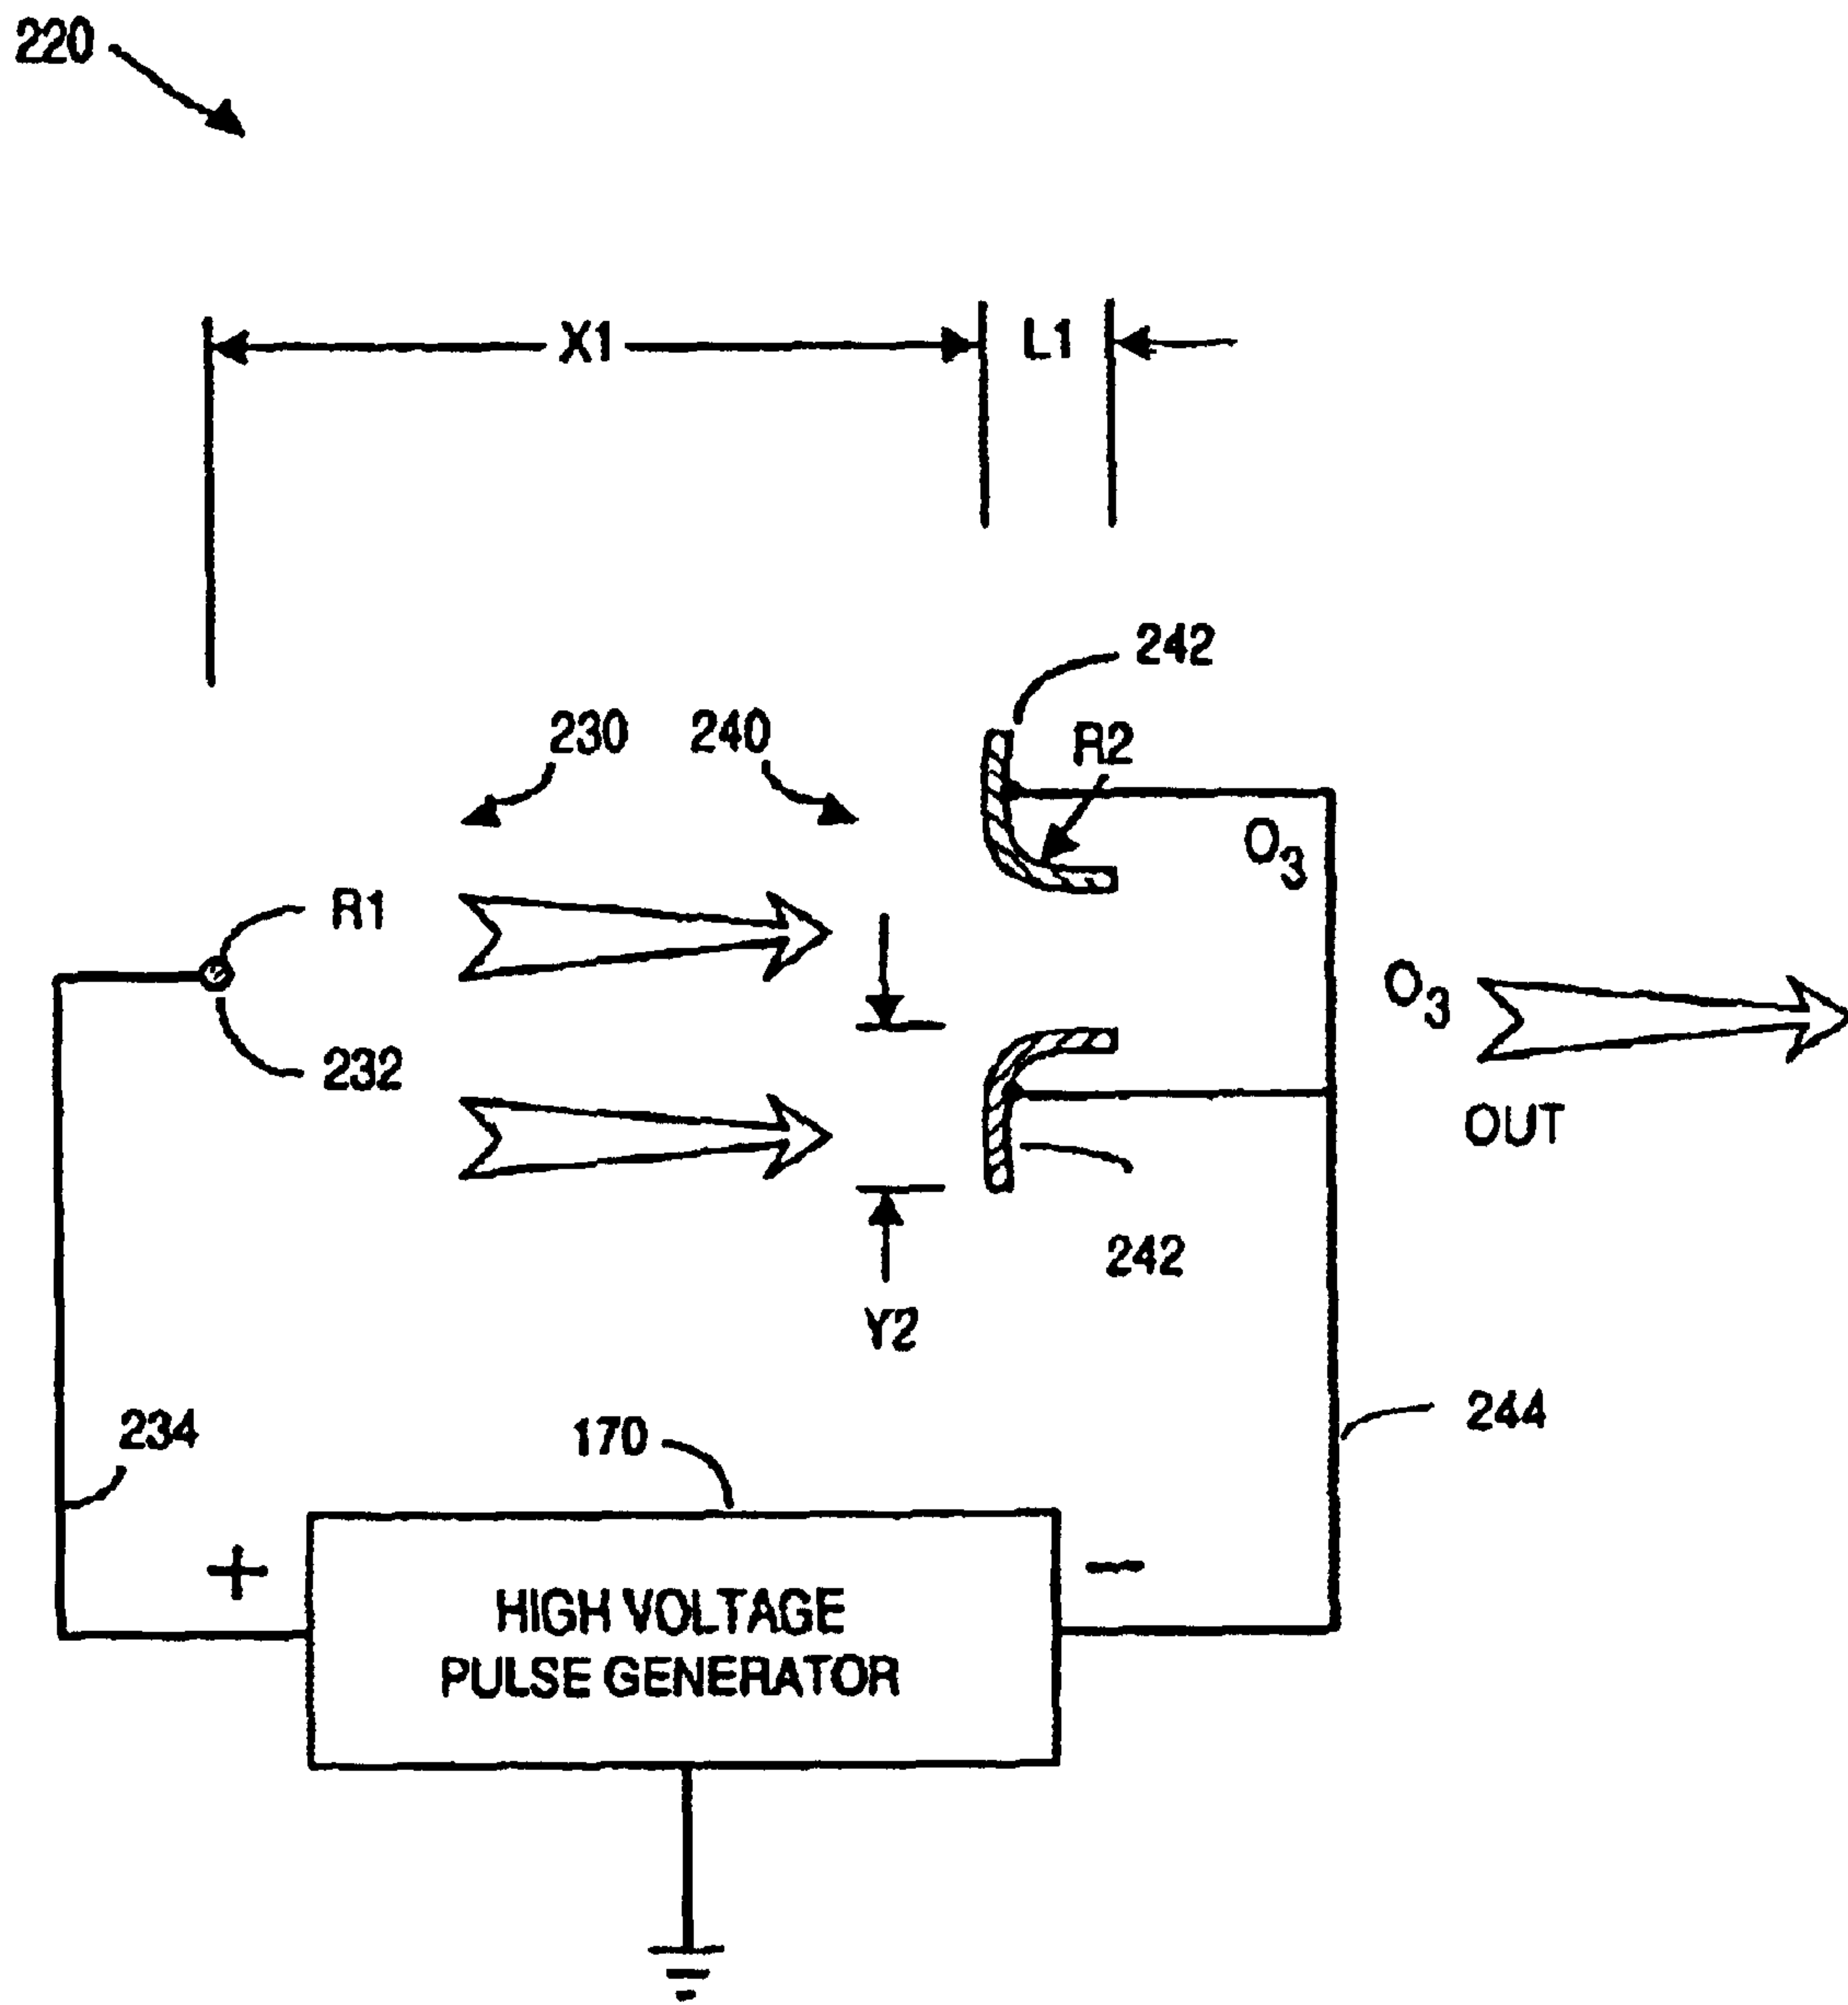 220
X1
L1
242
230
240
R2
O3
R1
O3
232
OUT
242
Y2
234
170
244
+
−
HIGH VOLTAGE
PULSE GENERATOR